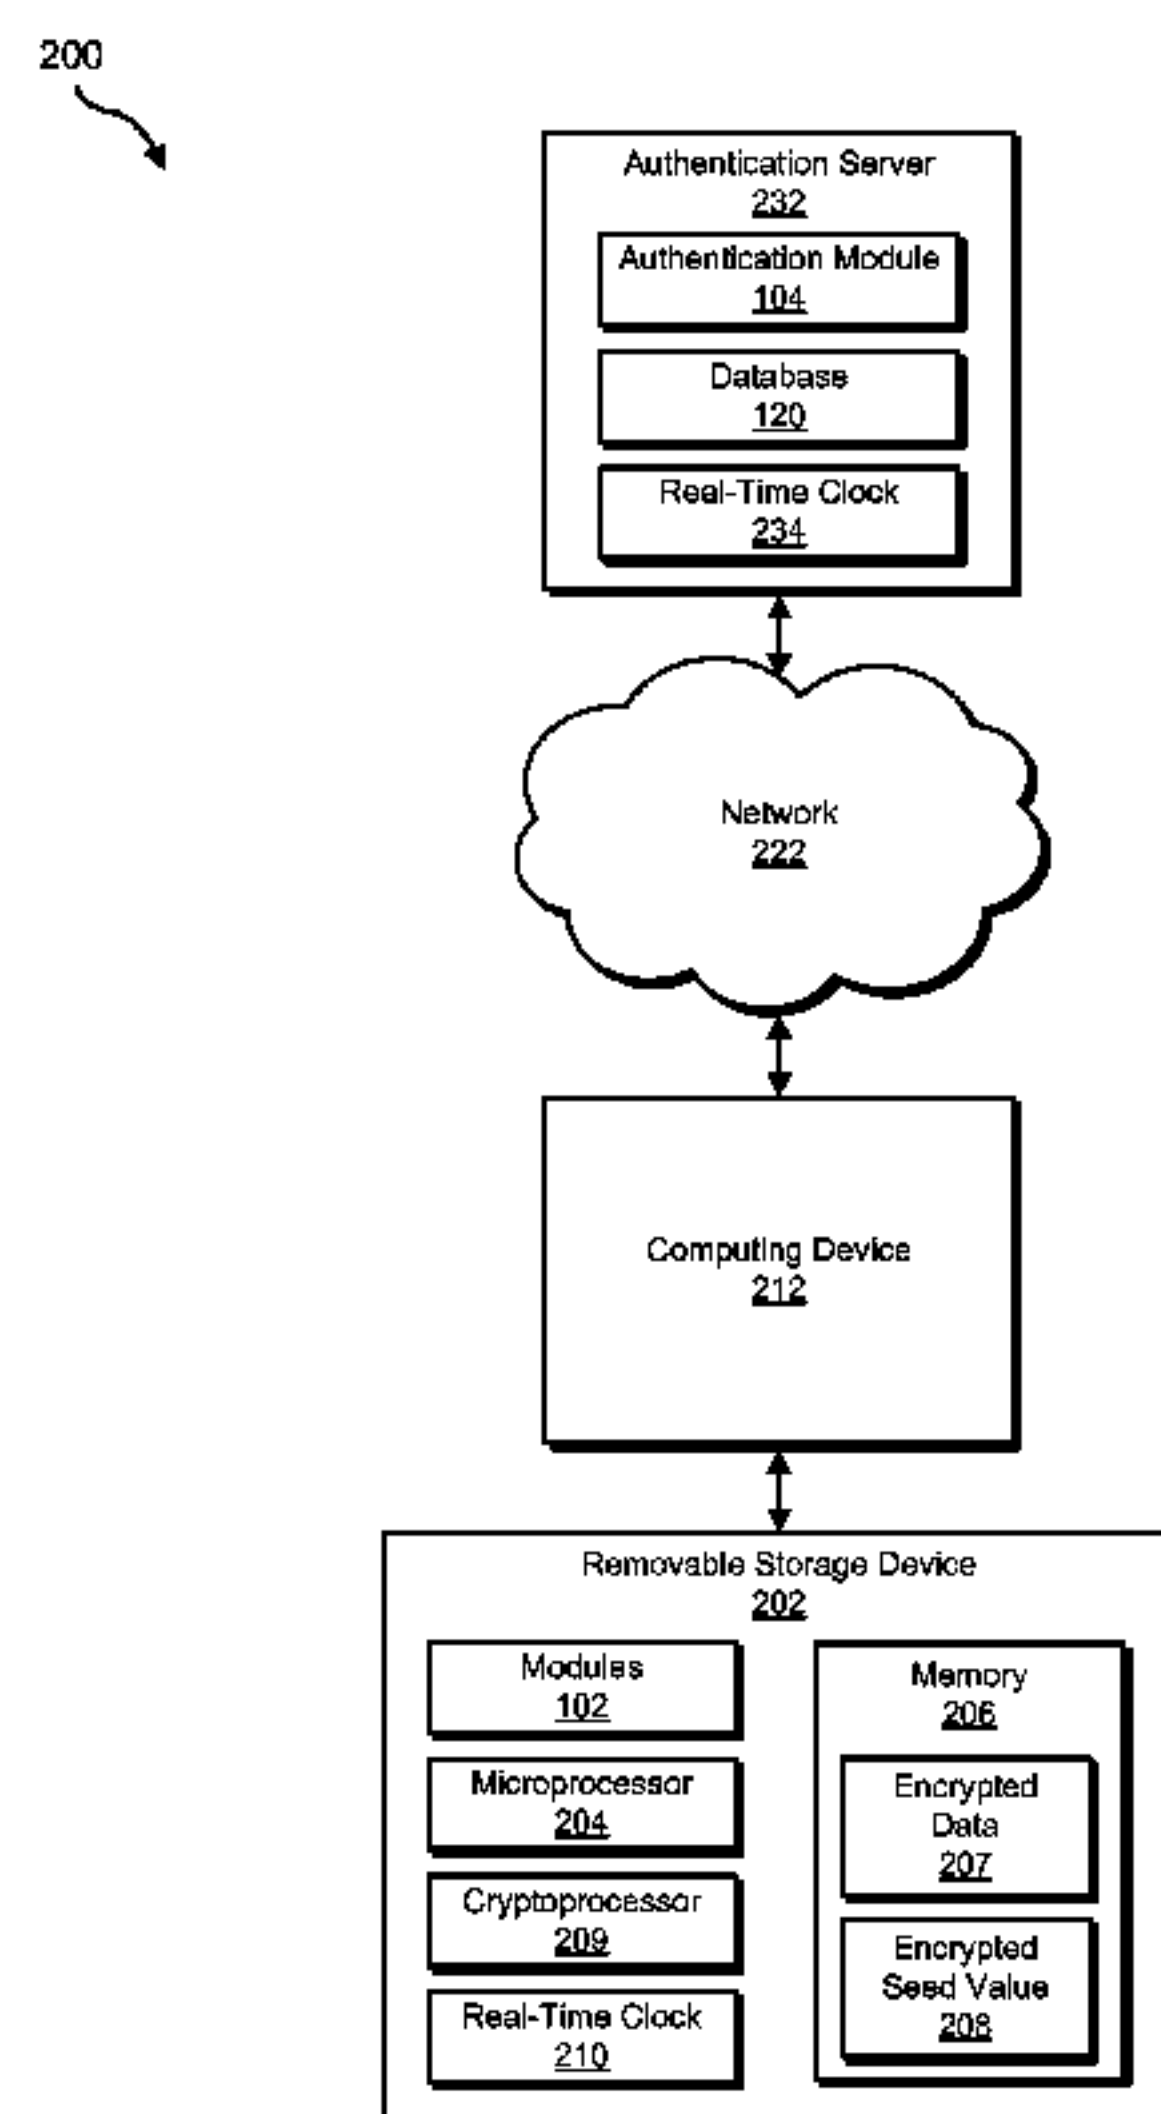 200
Authentication Server
232
Authentication Module
104
Database
120
Real-Time Clock
234
Network
222
Computing Device
212
Removable Storage Device
202
Modules
102
Microprocessor
204
Cryptoprocessor
209
Real-Time Clock
210
Memory
206
Encrypted
Data
207
Encrypted
Seed Value
208